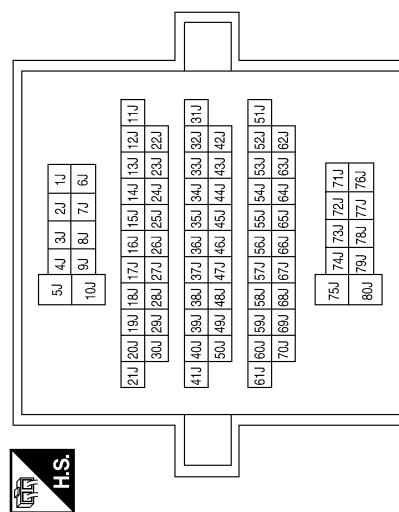 H.S.
5J 4J 3J 2J 1J
10J 9J 8J 7J 6J
21J 20J 19J 18J 17J 16J 15J 14J 13J 12J 11J
30J 29J 28J 27J 26J 25J 24J 23J 22J
41J 40J 39J 38J 37J 36J 35J 34J 33J 32J 31J
50J 49J 48J 47J 46J 45J 44J 43J 42J
61J 60J 59J 58J 57J 56J 55J 54J 53J 52J 51J
70J 69J 68J 67J 66J 65J 64J 63J 62J
75J 74J 73J 72J 71J
80J 79J 78J 77J 76J